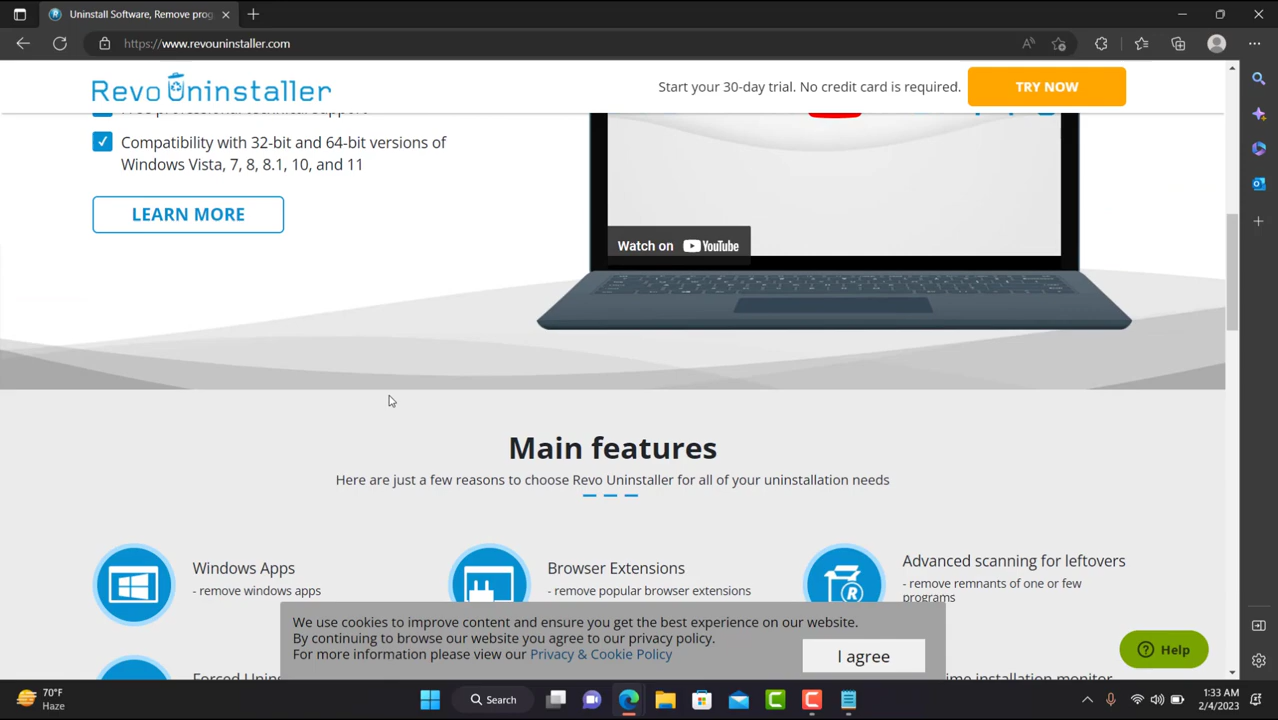 Uninstall Software, Remove prog
https://www.revouninstaller.com
Revo Uninstaller
Start your 30-day trial. No credit card is required.
TRY NOW
Compatibility with 32-bit and 64-bit versions of
Windows Vista, 7, 8, 8.1, 10, and 11
LEARN MORE
Watch on YouTube
Main features
Here are just a few reasons to choose Revo Uninstaller for all of your uninstallation needs
Windows Apps
- remove windows apps
Browser Extensions
- remove popular browser extensions
Advanced scanning for leftovers
- remove remnants of one or few
programs
We use cookies to improve content and ensure you get the best experience on our website.
By continuing to browse our website you agree to our privacy policy.
For more information please view our Privacy & Cookie Policy
I agree
Help
70°F
Haze
Search
1:33 AM
2/4/2023